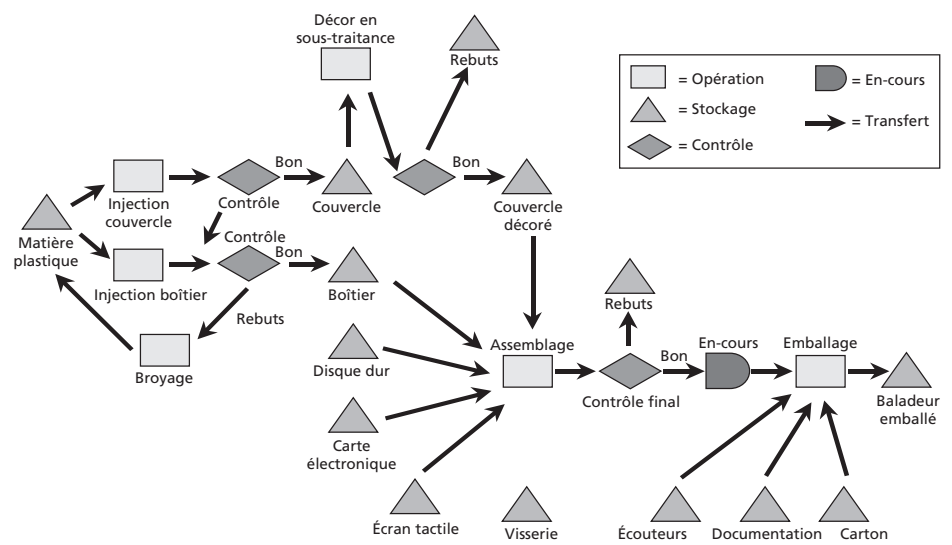 Décor en
sous-traitance
Rebuts
= Opération
= En-cours
= Stockage
= Transfert
= Contrôle
Bon
Bon
Injection
couvercle
Contrôle
Couvercle
Couvercle
décoré
Matière
plastique
Contrôle
Bon
Injection boîtier
Boîtier
Rebuts
Rebuts
Broyage
Disque dur
Assemblage
Bon
En-cours
Emballage
Contrôle final
Baladeur
emballé
Carte
électronique
Écran tactile
Visserie
Écouteurs
Documentation
Carton